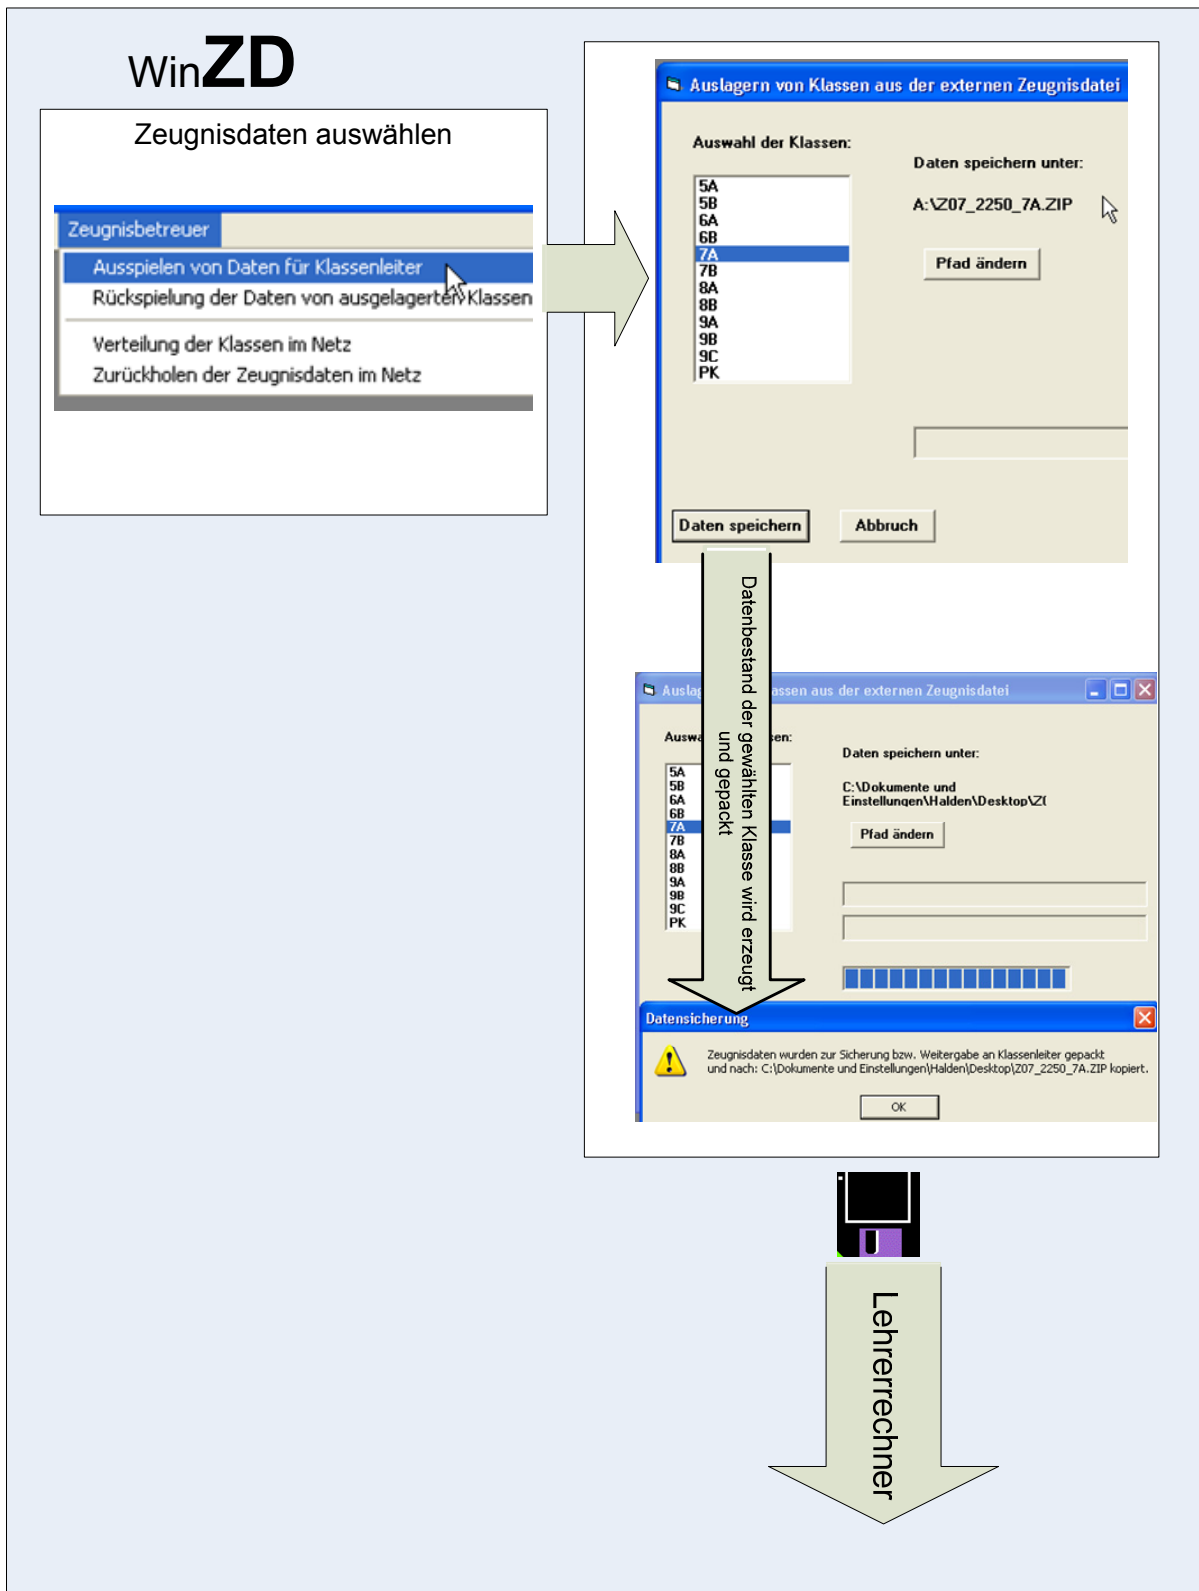 WinZD
Zeugnisdaten auswählen
Zeugnisbetreuer
Ausspielen von Daten für Klassenleiter
Rückspielung der Daten von ausgelagerten Klassen
Verteilung der Klassen im Netz
Zurückholen der Zeugnisdaten im Netz
Auslagern von Klassen aus der externen Zeugnisdatei
Auswahl der Klassen:
5A
5B
6A
6B
7A
7B
8A
8B
9A
9B
9C
PK
Daten speichern unter:
A:\Z07_2250_7A.ZIP
Pfad ändern
Daten speichern
Abbruch
Datenbestand der gewählten Klasse wird erzeugt
und gepackt
Auslag assen aus der externen Zeugnisdatei
Auswa sen:
5A
5B
6A
6B
7A
7B
8A
8B
9A
9B
9C
PK
Daten speichern unter:
C:\Dokumente und
Einstellungen\Halden\Desktop\Z(
Pfad ändern
Datensicherung
Zeugnisdaten wurden zur Sicherung bzw. Weitergabe an Klassenleiter gepackt
und nach: C:\Dokumente und Einstellungen\Halden\Desktop\Z07_2250_7A.ZIP kopiert.
OK
Lehrerrechner